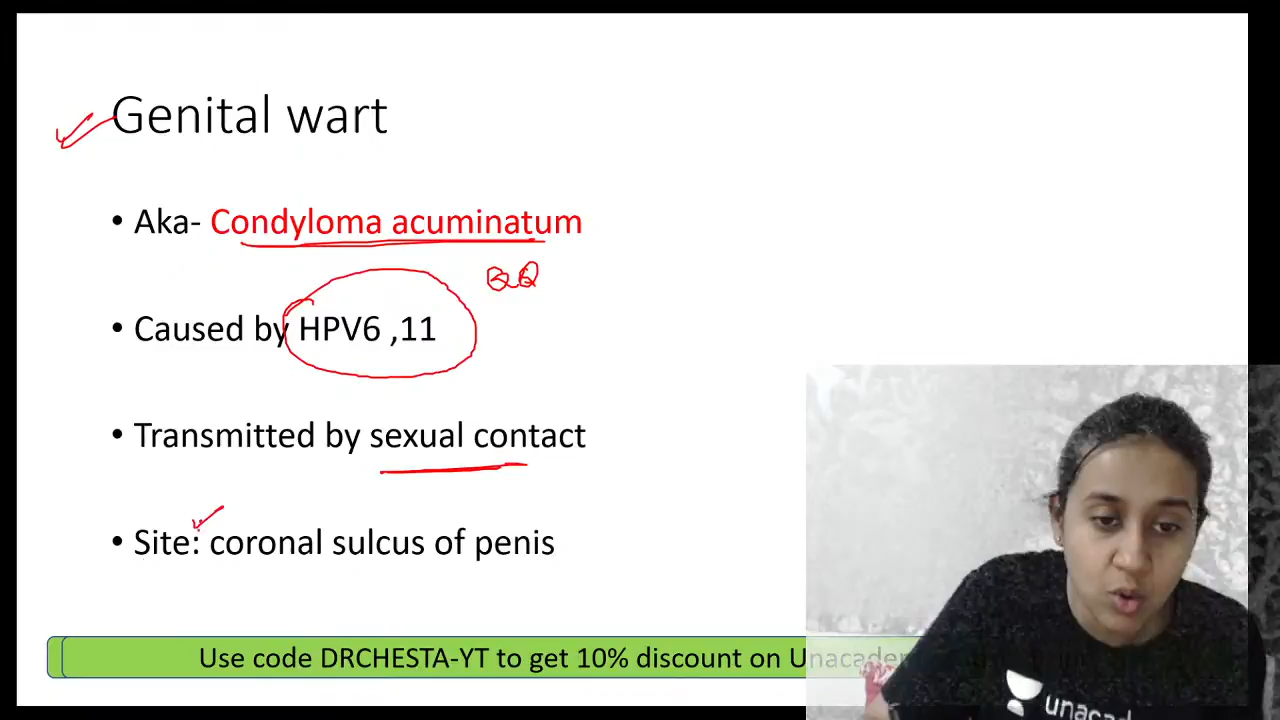 Genital wart
• Aka- Condyloma acuminatum
• Caused by HPV6 ,11
• Transmitted by sexual contact
• Site: coronal sulcus of penis
Use code DRCHESTA-YT to get 10% discount on